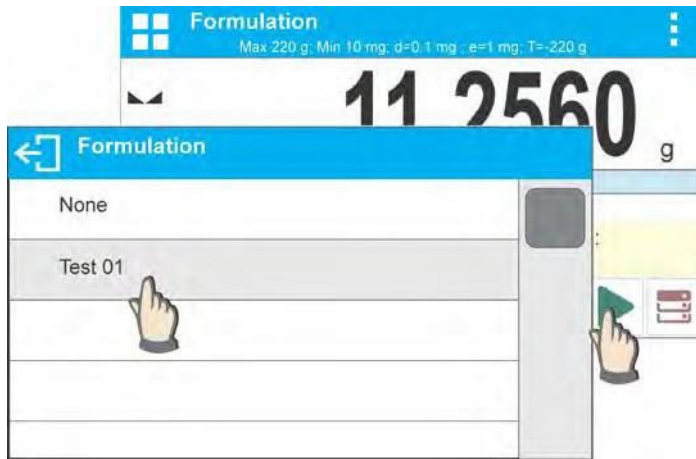 Formulation
Max 220 g; Min 10 mg; d=0.1 mg ; e=1 mg; T=-220 g
11.2560 g
Formulation
None
Test 01
: